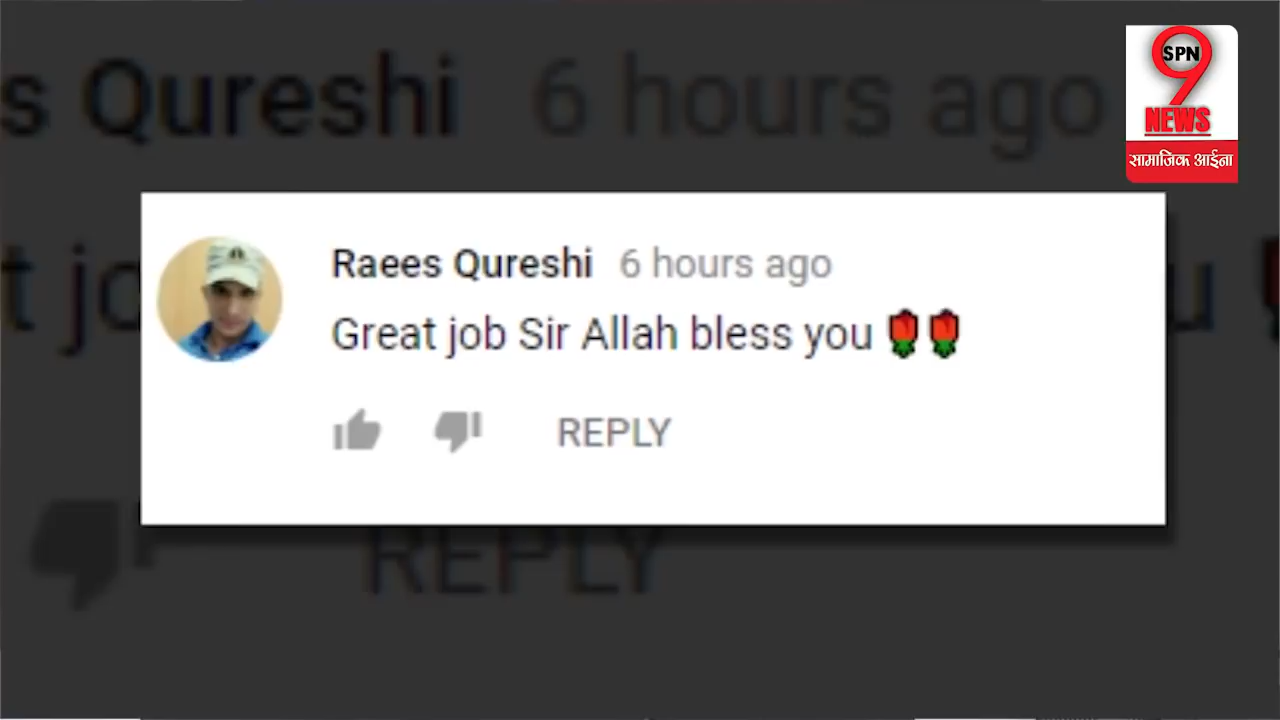 s Qureshi 6 hours ago
SPN
9
NEWS
सामाजिक आईना
Raees Qureshi 6 hours ago
Great job Sir Allah bless you 🌹🌹
REPLY
t jo
u
REPLY